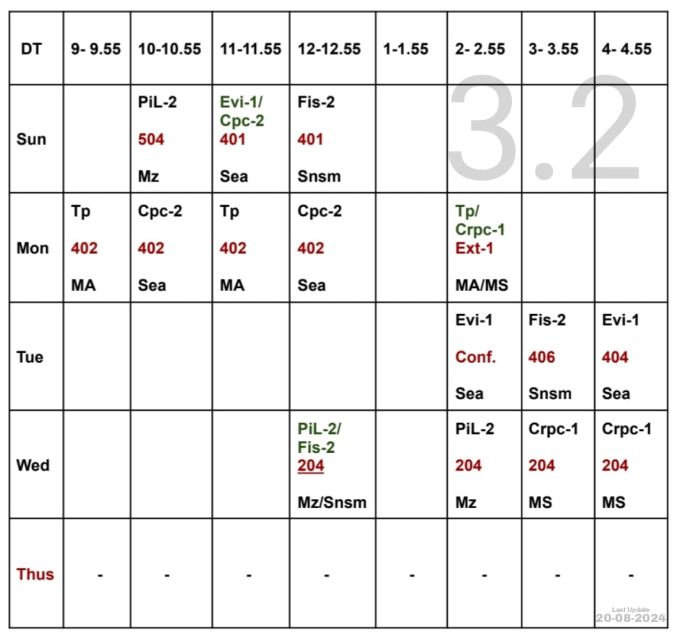 DT 9- 9.55 10-10.55 11-11.55 12-12.55 1-1.55 2- 2.55 3- 3.55 4- 4.55
3.2
Sun
PiL-2
504
Mz
Evi-1/
Cpc-2
401
Sea
Fis-2
401
Snsm
Mon
Tp
402
MA
Cpc-2
402
Sea
Tp
402
MA
Cpc-2
402
Sea
Tp/
Crpc-1
Ext-1
MA/MS
Tue
Evi-1
Conf.
Sea
Fis-2
406
Snsm
Evi-1
404
Sea
Wed
PiL-2/
Fis-2
204
Mz/Snsm
PiL-2
204
Mz
Crpc-1
204
MS
Crpc-1
204
MS
Thus - - - - - - - -
Last Update
20-08-2024